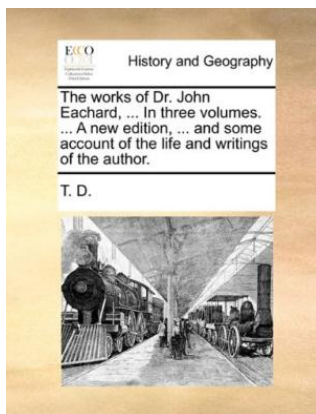 ECCO
History and Geography
The works of Dr. John
Eachard, ... In three volumes.
... A new edition, ... and some
account of the life and writings
of the author.
T. D.